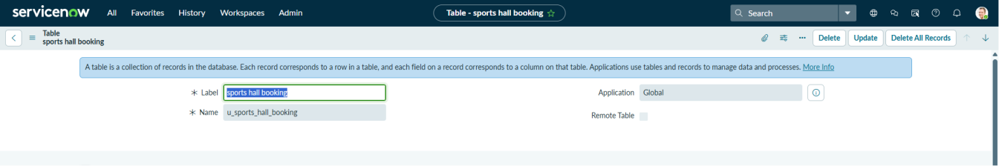 servicenow All Favorites History Workspaces Admin Table - sports hall booking Search
Table
sports hall booking
Delete Update Delete All Records
A table is a collection of records in the database. Each record corresponds to a row in a table, and each field on a record corresponds to a column on that table. Applications use tables and records to manage data and processes. More Info
Label sports hall booking Application Global
Name u_sports_hall_booking Remote Table